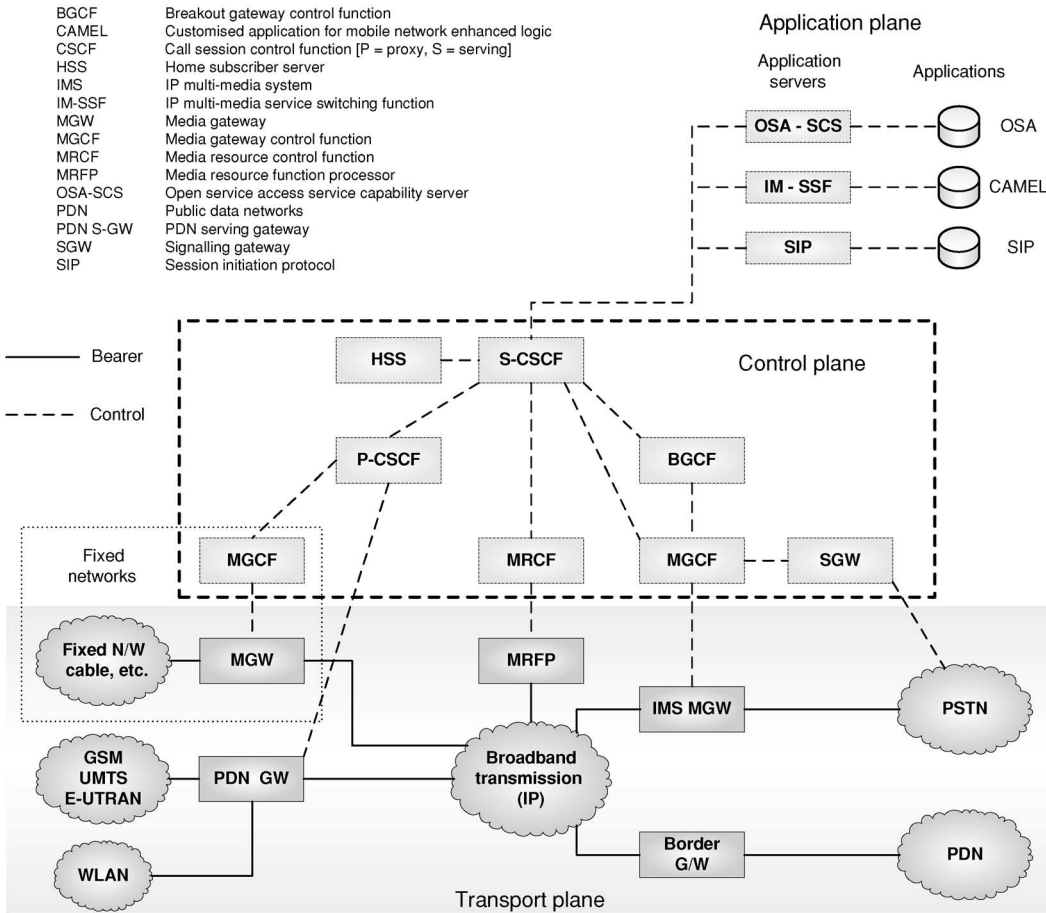 BGCF Breakout gateway control function
CAMEL Customised application for mobile network enhanced logic
CSCF Call session control function [P = proxy, S = serving]
HSS Home subscriber server
IMS IP multi-media system
IM-SSF IP multi-media service switching function
MGW Media gateway
MGCF Media gateway control function
MRCF Media resource control function
MRFP Media resource function processor
OSA-SCS Open service access service capability server
PDN Public data networks
PDN S-GW PDN serving gateway
SGW Signalling gateway
SIP Session initiation protocol
Application plane
Application
servers
Applications
OSA - SCS
OSA
IM - SSF
CAMEL
SIP
SIP
Bearer
Control
Control plane
HSS
S-CSCF
P-CSCF
BGCF
Fixed
networks
MGCF
MRCF
MGCF
SGW
Fixed N/W
cable, etc.
MGW
MRFP
IMS MGW
PSTN
GSM
UMTS
E-UTRAN
PDN GW
Broadband
transmission
(IP)
WLAN
Border
G/W
PDN
Transport plane